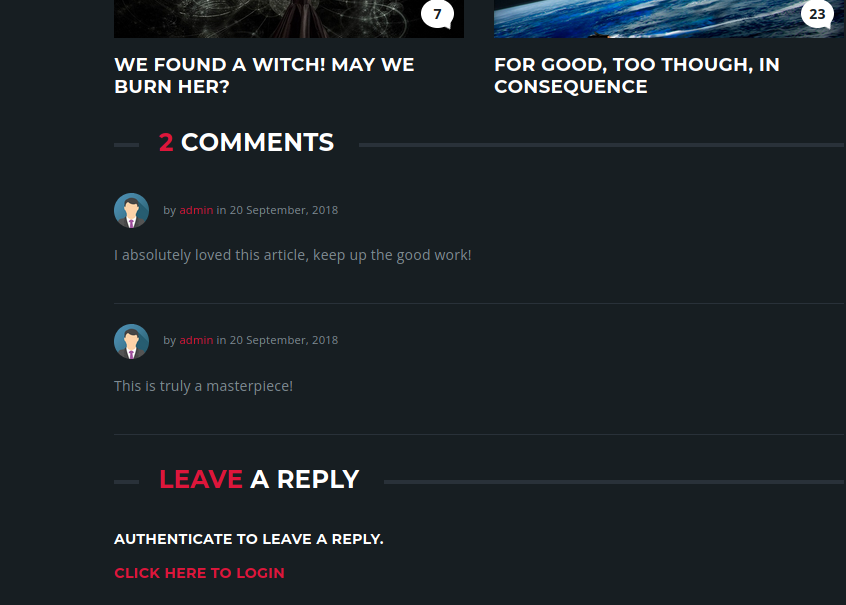 7
23
WE FOUND A WITCH! MAY WE
BURN HER?
FOR GOOD, TOO THOUGH, IN
CONSEQUENCE
2 COMMENTS
by admin in 20 September, 2018
I absolutely loved this article, keep up the good work!
by admin in 20 September, 2018
This is truly a masterpiece!
LEAVE A REPLY
AUTHENTICATE TO LEAVE A REPLY.
CLICK HERE TO LOGIN